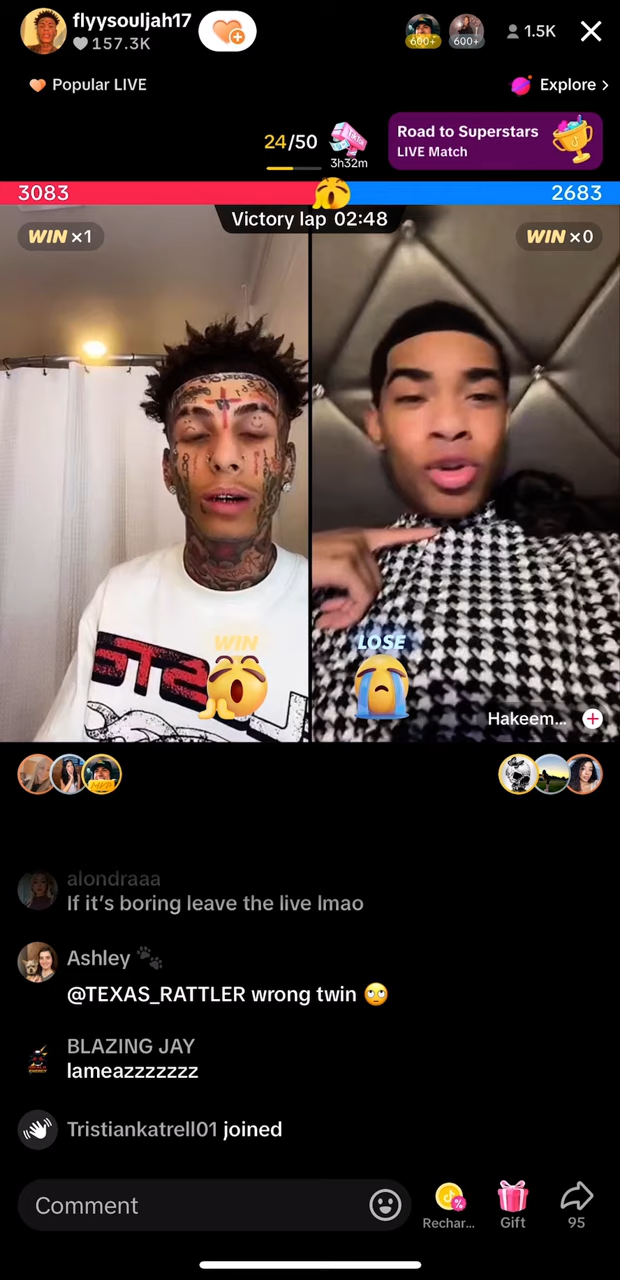 flyysouljah17
157.3K
600+
600+
1.5K
Popular LIVE
Explore >
24/50
3h32m
Road to Superstars
LIVE Match
3083
2683
Victory lap 02:48
WIN x1
WIN x0
WIN
LOSE
Hakeem...
alondraaa
If it’s boring leave the live lmao
Ashley 🐾
@TEXAS_RATTLER wrong twin 🙄
BLAZING JAY
lameazzzzzzz
Tristiankatrell01 joined
Comment
Rechar...
Gift
95